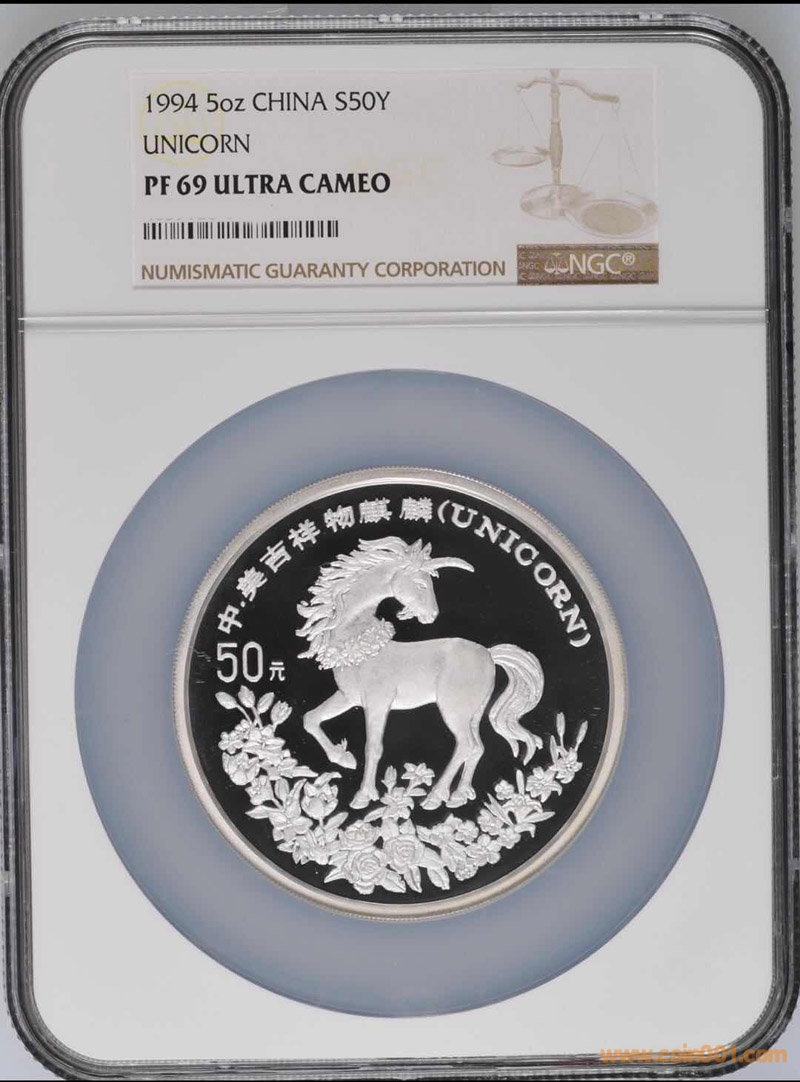 1994 5oz CHINA S50Y
UNICORN
PF 69 ULTRA CAMEO
NUMISMATIC GUARANTY CORPORATION
NGC®
中·美吉祥物麒麟(UNICORN)
50元
www.csin001.com